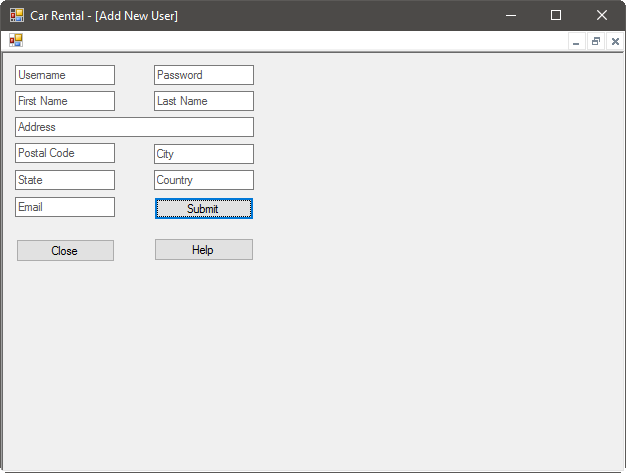 Car Rental - [Add New User]
Username Password
First Name Last Name
Address
Postal Code City
State Country
Email Submit
Close Help